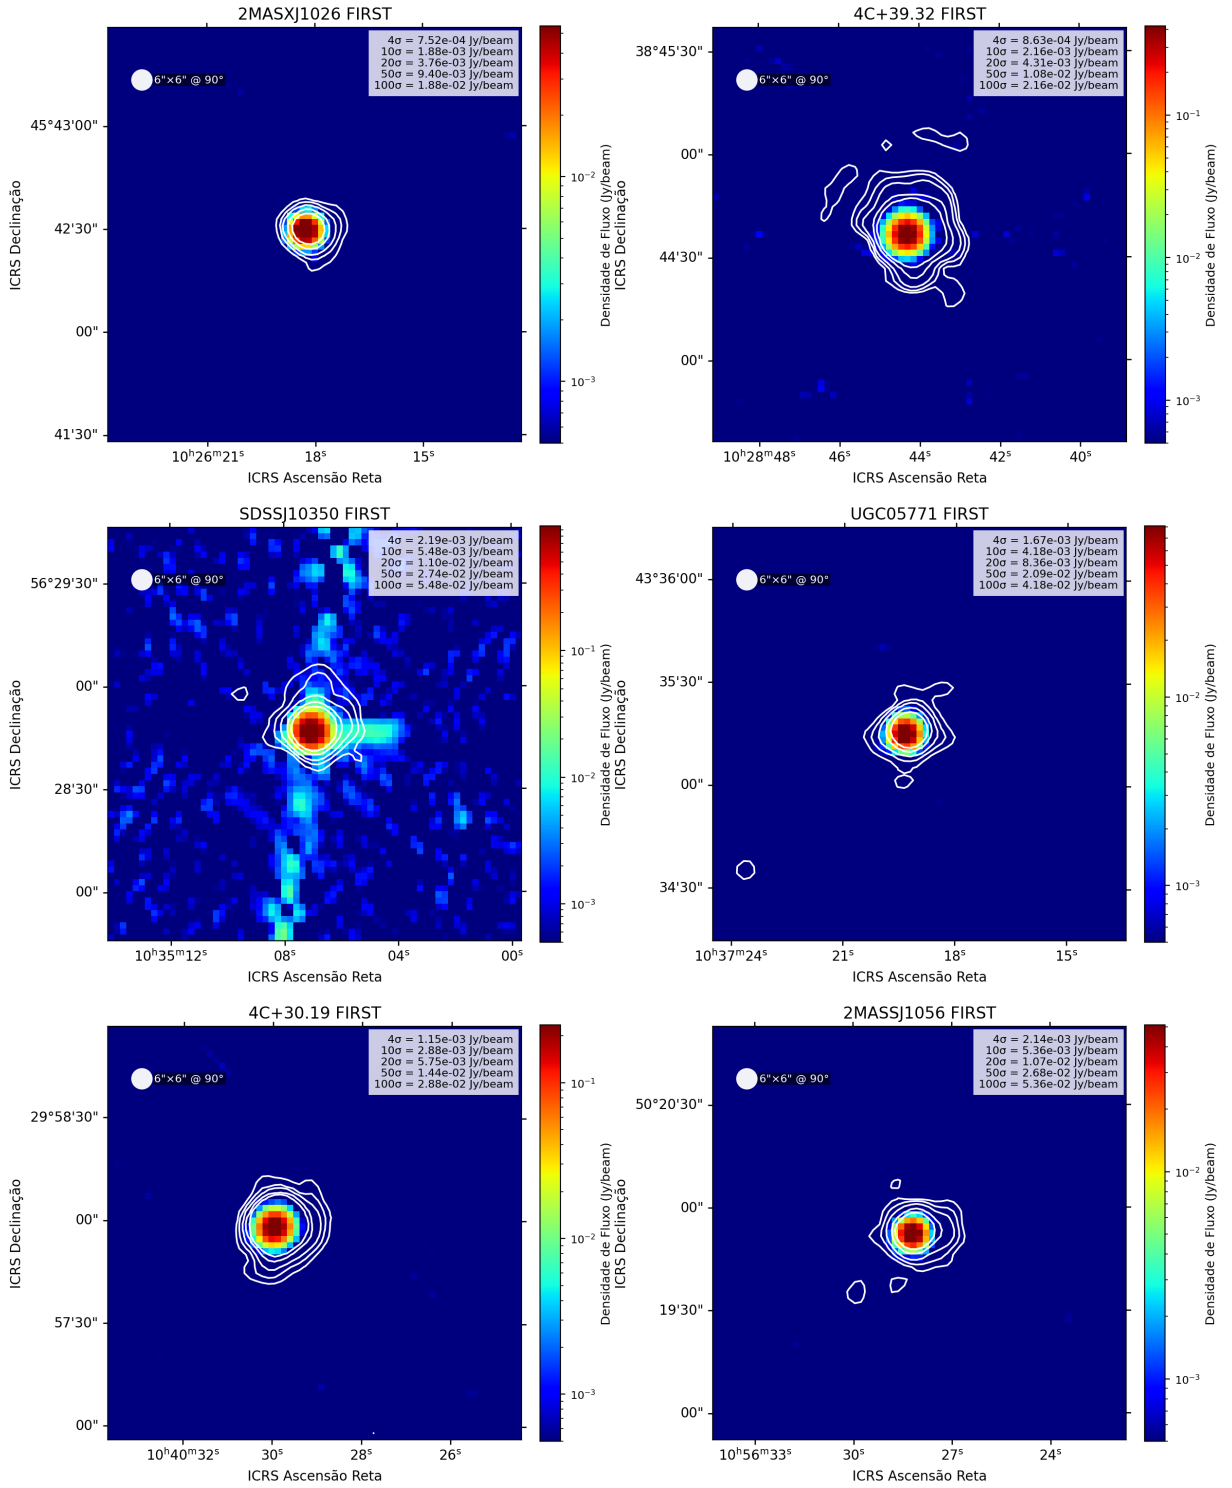 2MASXJ1026 FIRST
4σ = 7.52e-04 Jy/beam
10σ = 1.88e-03 Jy/beam
20σ = 3.76e-03 Jy/beam
50σ = 9.40e-03 Jy/beam
100σ = 1.88e-02 Jy/beam
6"×6" @ 90°
45°43'00"
42'30"
00"
41'30"
10ʰ26ᵐ21ˢ
18ˢ
15ˢ
ICRS Ascensão Reta
ICRS Declinação
10⁻²
10⁻³
Densidade de Fluxo (Jy/beam)
4C+39.32 FIRST
4σ = 8.63e-04 Jy/beam
10σ = 2.16e-03 Jy/beam
20σ = 4.31e-03 Jy/beam
50σ = 1.08e-02 Jy/beam
100σ = 2.16e-02 Jy/beam
6"×6" @ 90°
38°45'30"
00"
44'30"
00"
10ʰ28ᵐ48ˢ
46ˢ
44ˢ
42ˢ
40ˢ
ICRS Ascensão Reta
ICRS Declinação
10⁻¹
10⁻²
10⁻³
Densidade de Fluxo (Jy/beam)
SDSSJ10350 FIRST
4σ = 2.19e-03 Jy/beam
10σ = 5.48e-03 Jy/beam
20σ = 1.10e-02 Jy/beam
50σ = 2.74e-02 Jy/beam
100σ = 5.48e-02 Jy/beam
6"×6" @ 90°
56°29'30"
00"
28'30"
00"
10ʰ35ᵐ12ˢ
08ˢ
04ˢ
00ˢ
ICRS Ascensão Reta
ICRS Declinação
10⁻¹
10⁻²
10⁻³
Densidade de Fluxo (Jy/beam)
UGC05771 FIRST
4σ = 1.67e-03 Jy/beam
10σ = 4.18e-03 Jy/beam
20σ = 8.36e-03 Jy/beam
50σ = 2.09e-02 Jy/beam
100σ = 4.18e-02 Jy/beam
6"×6" @ 90°
43°36'00"
35'30"
00"
34'30"
10ʰ37ᵐ24ˢ
21ˢ
18ˢ
15ˢ
ICRS Ascensão Reta
ICRS Declinação
10⁻²
10⁻³
Densidade de Fluxo (Jy/beam)
4C+30.19 FIRST
4σ = 1.15e-03 Jy/beam
10σ = 2.88e-03 Jy/beam
20σ = 5.75e-03 Jy/beam
50σ = 1.44e-02 Jy/beam
100σ = 2.88e-02 Jy/beam
6"×6" @ 90°
29°58'30"
00"
57'30"
00"
10ʰ40ᵐ32ˢ
30ˢ
28ˢ
26ˢ
ICRS Ascensão Reta
ICRS Declinação
10⁻¹
10⁻²
10⁻³
Densidade de Fluxo (Jy/beam)
2MASSJ1056 FIRST
4σ = 2.14e-03 Jy/beam
10σ = 5.36e-03 Jy/beam
20σ = 1.07e-02 Jy/beam
50σ = 2.68e-02 Jy/beam
100σ = 5.36e-02 Jy/beam
6"×6" @ 90°
50°20'30"
00"
19'30"
00"
10ʰ56ᵐ33ˢ
30ˢ
27ˢ
24ˢ
ICRS Ascensão Reta
ICRS Declinação
10⁻²
10⁻³
Densidade de Fluxo (Jy/beam)